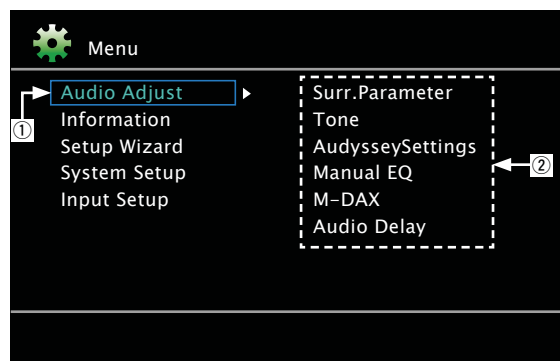 Menu
Audio Adjust
Information
Setup Wizard
System Setup
Input Setup
Surr.Parameter
Tone
AudysseySettings
Manual EQ
M-DAX
Audio Delay
①
②